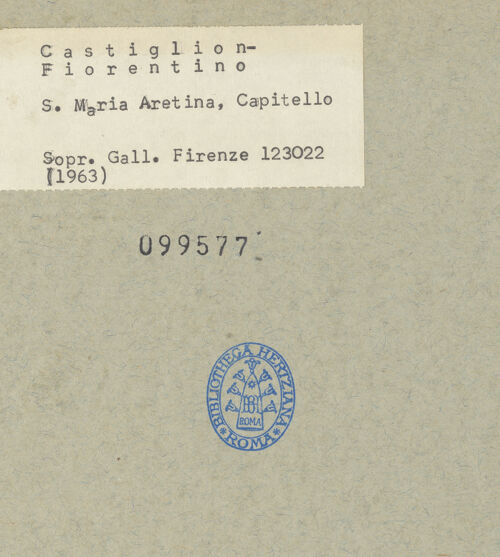 Castiglion-
Fiorentino
S. Maria Aretina, Capitello
Sopr. Gall. Firenze 123022
(1963)
099577
BIBLIOTHECA HERTZIANA
ROMA
ROMA